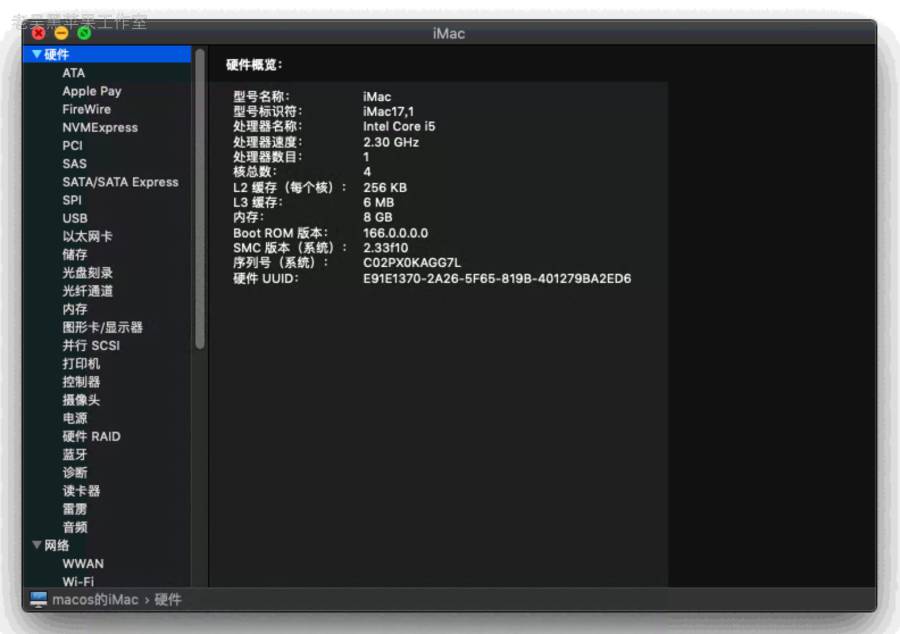 老吴黑苹果工作室
iMac
硬件
ATA
Apple Pay
FireWire
NVMExpress
PCI
SAS
SATA/SATA Express
SPI
USB
以太网卡
储存
光盘刻录
光纤通道
内存
图形卡/显示器
并行 SCSI
打印机
控制器
摄像头
电源
硬件 RAID
蓝牙
诊断
读卡器
雷雳
音频
网络
WWAN
Wi-Fi
硬件概览：
型号名称： iMac
型号标识符： iMac17,1
处理器名称： Intel Core i5
处理器速度： 2.30 GHz
处理器数目： 1
核总数： 4
L2 缓存（每个核）： 256 KB
L3 缓存： 6 MB
内存： 8 GB
Boot ROM 版本： 166.0.0.0.0
SMC 版本（系统）： 2.33f10
序列号（系统）： C02PX0KAGG7L
硬件 UUID： E91E1370-2A26-5F65-819B-401279BA2ED6
macos的iMac › 硬件